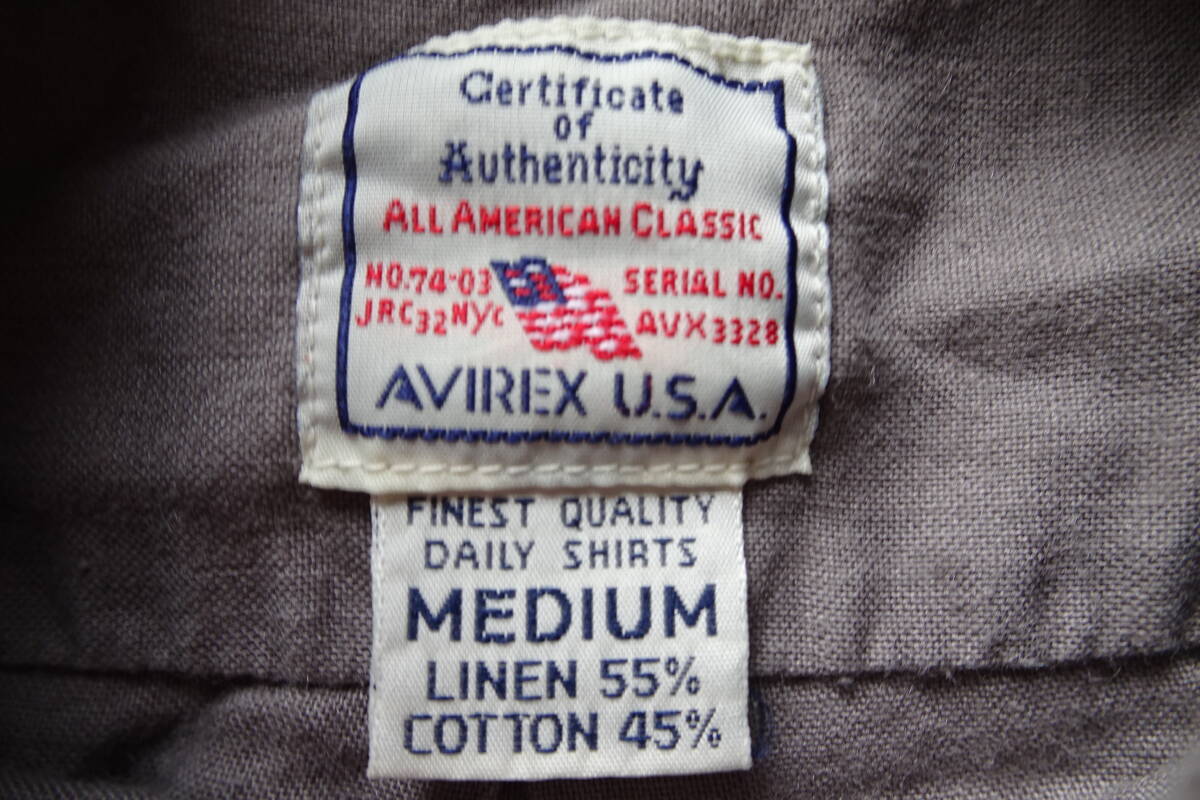 Certificate
of
Authenticity
ALL AMERICAN CLASSIC
NO.74-03 SERIAL NO.
JRC32NYC AVX3328
AVIREX U.S.A.
FINEST QUALITY
DAILY SHIRTS
MEDIUM
LINEN 55%
COTTON 45%